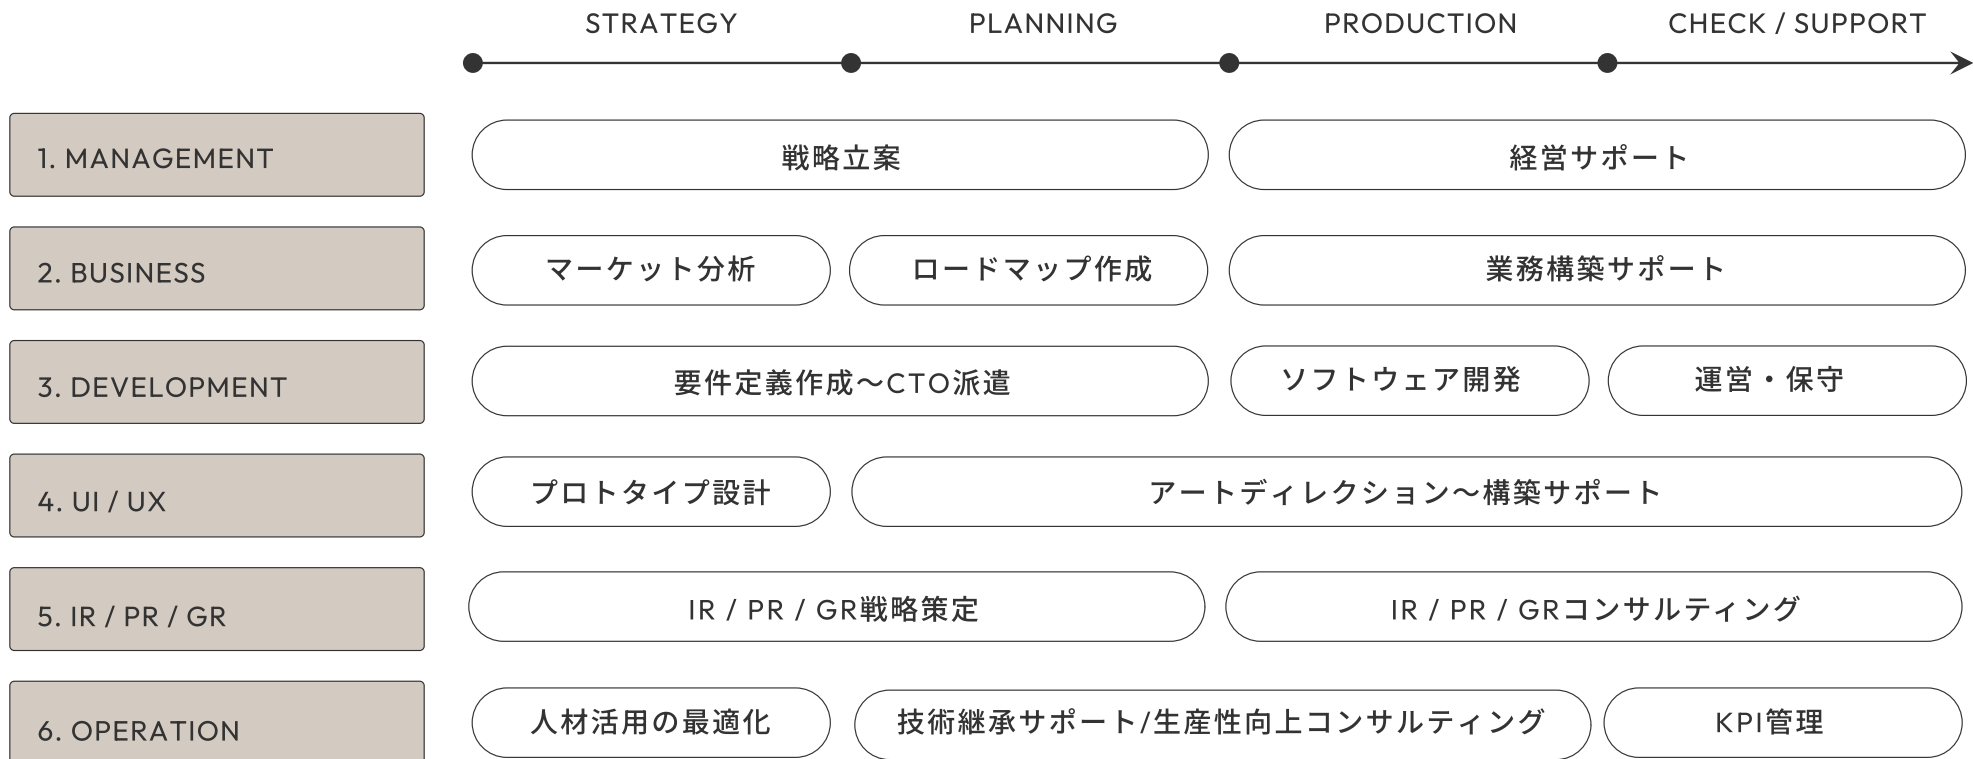 STRATEGY PLANNING PRODUCTION CHECK / SUPPORT
1. MANAGEMENT 戦略立案 経営サポート
2. BUSINESS マーケット分析 ロードマップ作成 業務構築サポート
3. DEVELOPMENT 要件定義作成〜CTO派遣 ソフトウェア開発 運営・保守
4. UI / UX プロトタイプ設計 アートディレクション〜構築サポート
5. IR / PR / GR IR / PR / GR戦略策定 IR / PR / GRコンサルティング
6. OPERATION 人材活用の最適化 技術継承サポート/生産性向上コンサルティング KPI管理